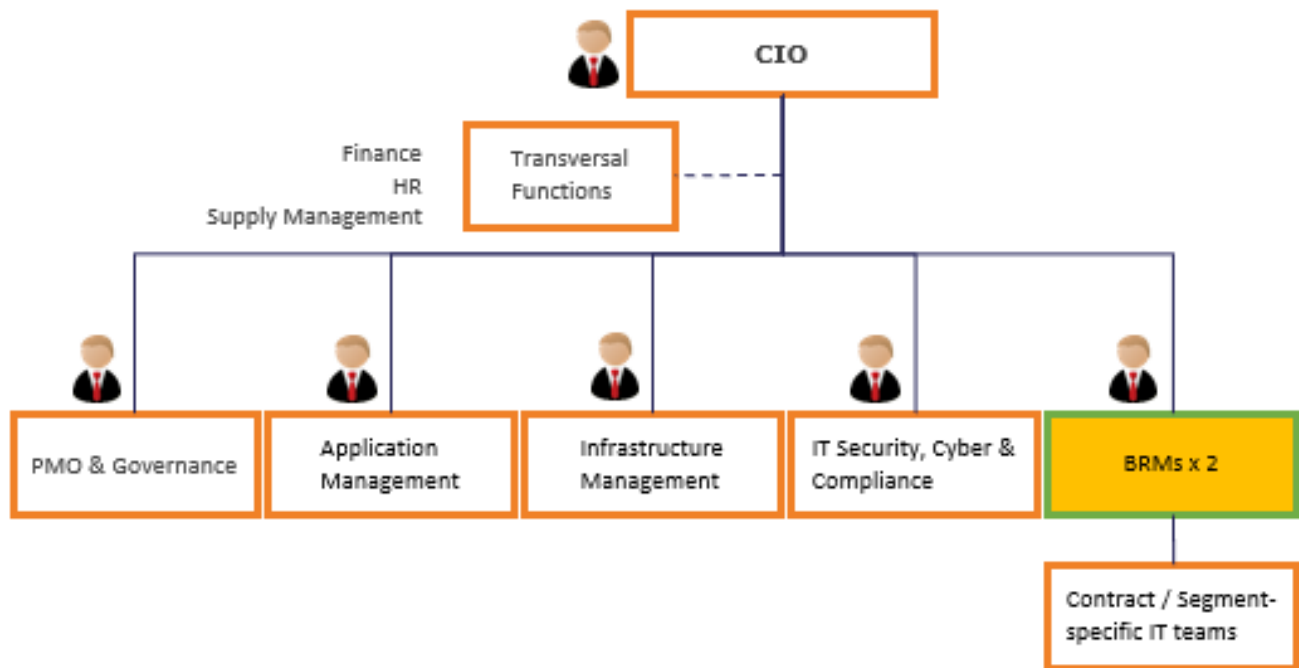 CIO
Finance
HR
Supply Management
Transversal
Functions
PMO & Governance
Application
Management
Infrastructure
Management
IT Security, Cyber &
Compliance
BRMs x 2
Contract / Segment-
specific IT teams